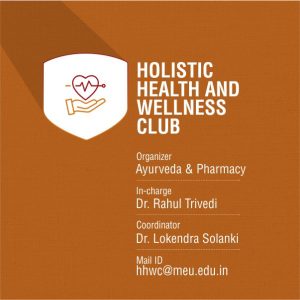 HOLISTIC
HEALTH AND
WELLNESS
CLUB
Organizer
Ayurveda & Pharmacy
In-charge
Dr. Rahul Trivedi
Coordinator
Dr. Lokendra Solanki
Mail ID
hhwc@meu.edu.in